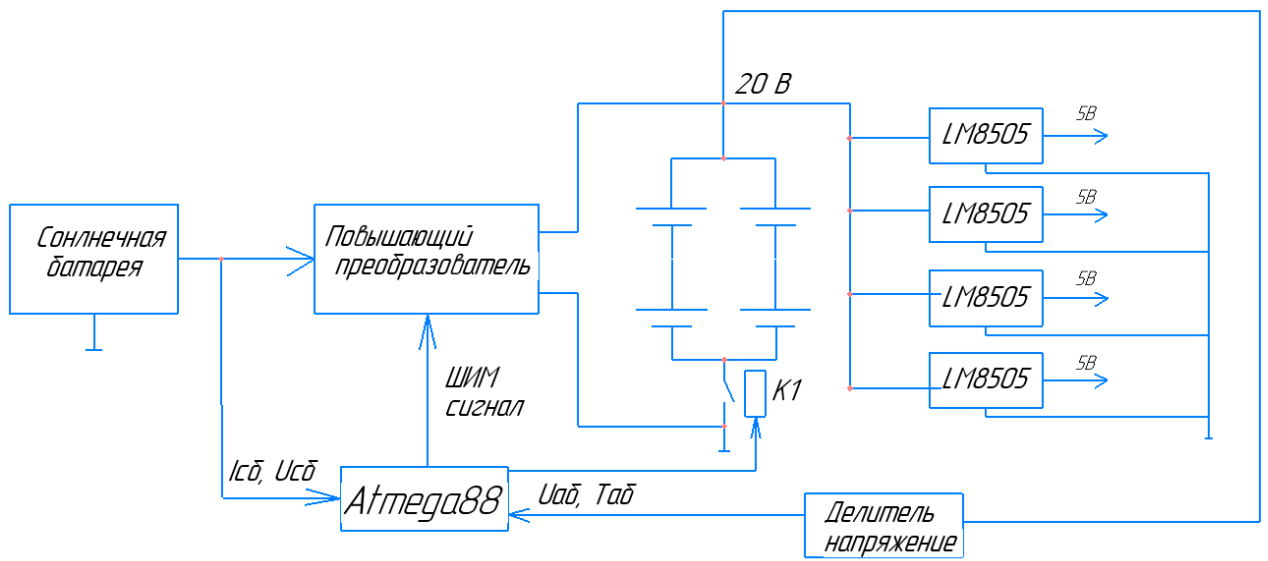 20 В
LM8505
5В
LM8505
5В
Сонлнечная
батарея
Повышающий
преобразователь
LM8505
5В
LM8505
5В
ШИМ
сигнал
К1
Iсб, Uсб
Atmega88
Uаб, Tаб
Делитель
напряжение